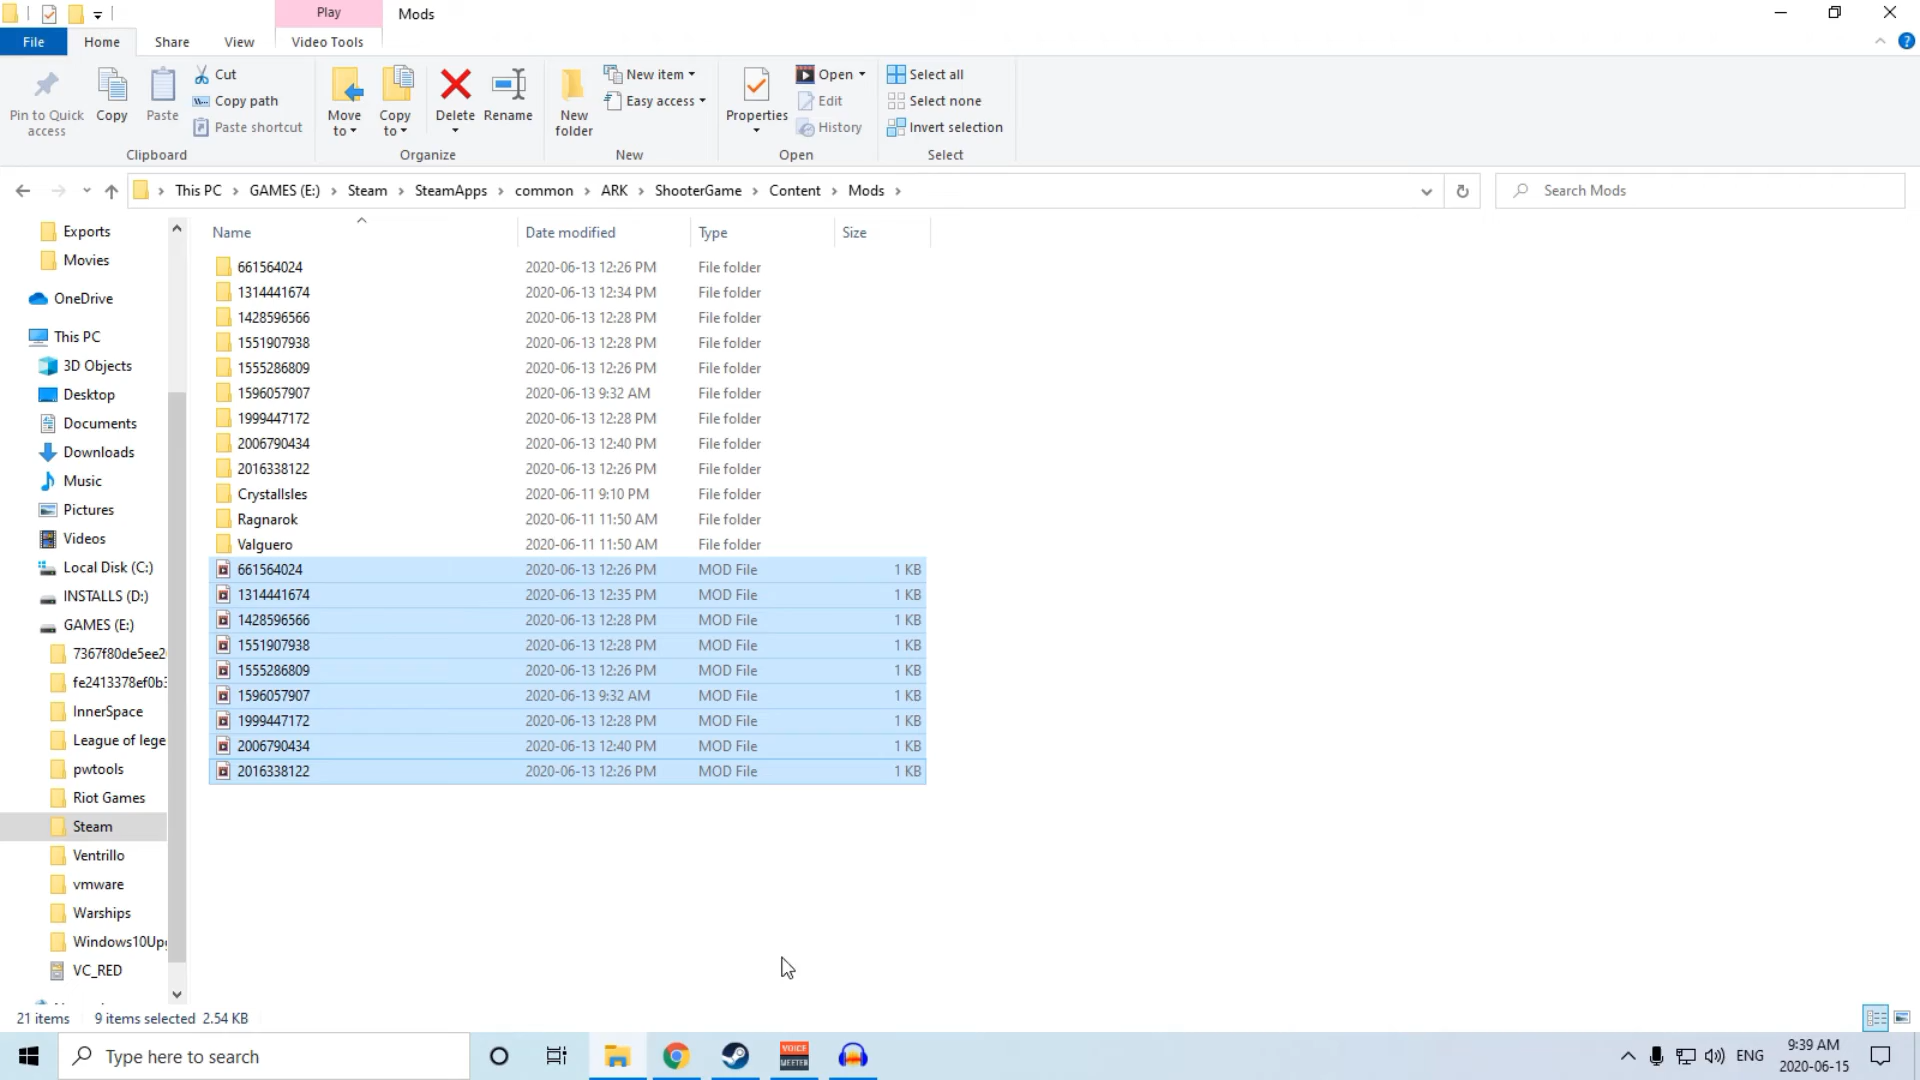 Play
Mods
File
Home
Share
View
Video Tools
Pin to Quick access
Copy
Paste
Cut
Copy path
Paste shortcut
Clipboard
Move to
Copy to
Delete
Rename
Organize
New folder
New item
Easy access
New
Properties
Open
Edit
History
Open
Select all
Select none
Invert selection
Select
This PC > GAMES (E:) > Steam > SteamApps > common > ARK > ShooterGame > Content > Mods >
Search Mods
Exports
Movies
OneDrive
This PC
3D Objects
Desktop
Documents
Downloads
Music
Pictures
Videos
Local Disk (C:)
INSTALLS (D:)
GAMES (E:)
7367f80de5ee2
fe2413378ef0b3
InnerSpace
League of lege
pwtools
Riot Games
Steam
Ventrillo
vmware
Warships
Windows10Upg
VC_RED
Name Date modified Type Size
661564024 2020-06-13 12:26 PM File folder
1314441674 2020-06-13 12:34 PM File folder
1428596566 2020-06-13 12:28 PM File folder
1551907938 2020-06-13 12:28 PM File folder
1555286809 2020-06-13 12:26 PM File folder
1596057907 2020-06-13 9:32 AM File folder
1999447172 2020-06-13 12:28 PM File folder
2006790434 2020-06-13 12:40 PM File folder
2016338122 2020-06-13 12:26 PM File folder
CrystalIsles 2020-06-11 9:10 PM File folder
Ragnarok 2020-06-11 11:50 AM File folder
Valguero 2020-06-11 11:50 AM File folder
661564024 2020-06-13 12:26 PM MOD File 1 KB
1314441674 2020-06-13 12:35 PM MOD File 1 KB
1428596566 2020-06-13 12:28 PM MOD File 1 KB
1551907938 2020-06-13 12:28 PM MOD File 1 KB
1555286809 2020-06-13 12:26 PM MOD File 1 KB
1596057907 2020-06-13 9:32 AM MOD File 1 KB
1999447172 2020-06-13 12:28 PM MOD File 1 KB
2006790434 2020-06-13 12:40 PM MOD File 1 KB
2016338122 2020-06-13 12:26 PM MOD File 1 KB
21 items 9 items selected 2.54 KB
Type here to search
VOICE
MEETER
ENG
9:39 AM
2020-06-15